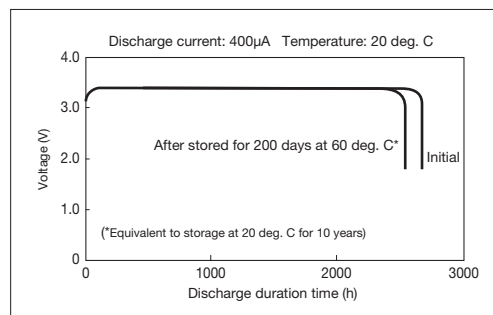 Discharge current: 400μA Temperature: 20 deg. C
4.0
3.0
2.0
1.0
0
Voltage (V)
After stored for 200 days at 60 deg. C*
Initial
(*Equivalent to storage at 20 deg. C for 10 years)
0 1000 2000 3000
Discharge duration time (h)